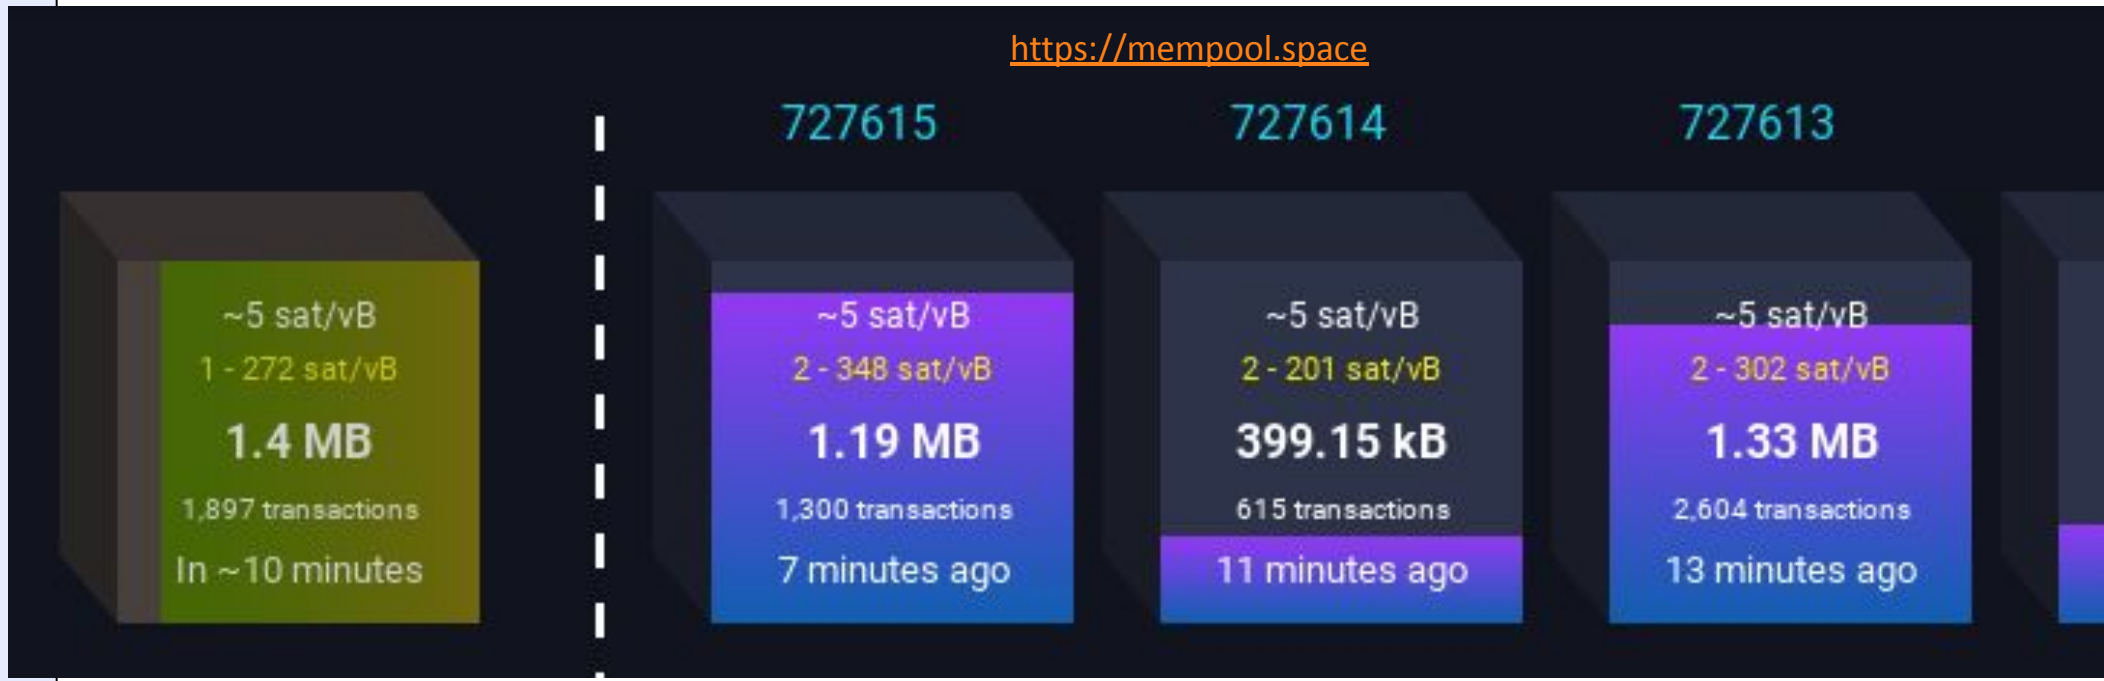 https://mempool.space
727615
727614
727613
~5 sat/vB
1 - 272 sat/vB
1.4 MB
1,897 transactions
In ~10 minutes
~5 sat/vB
2 - 348 sat/vB
1.19 MB
1,300 transactions
7 minutes ago
~5 sat/vB
2 - 201 sat/vB
399.15 kB
615 transactions
11 minutes ago
~5 sat/vB
2 - 302 sat/vB
1.33 MB
2,604 transactions
13 minutes ago